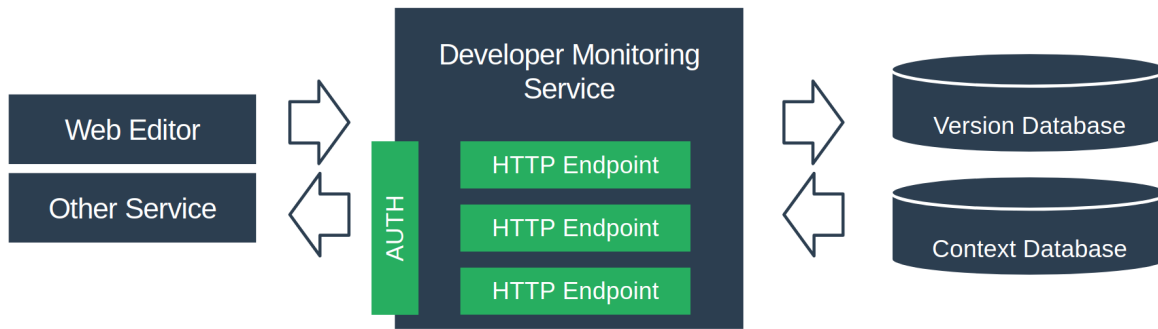 Web Editor
Other Service
Developer Monitoring
Service
AUTH
HTTP Endpoint
HTTP Endpoint
HTTP Endpoint
Version Database
Context Database